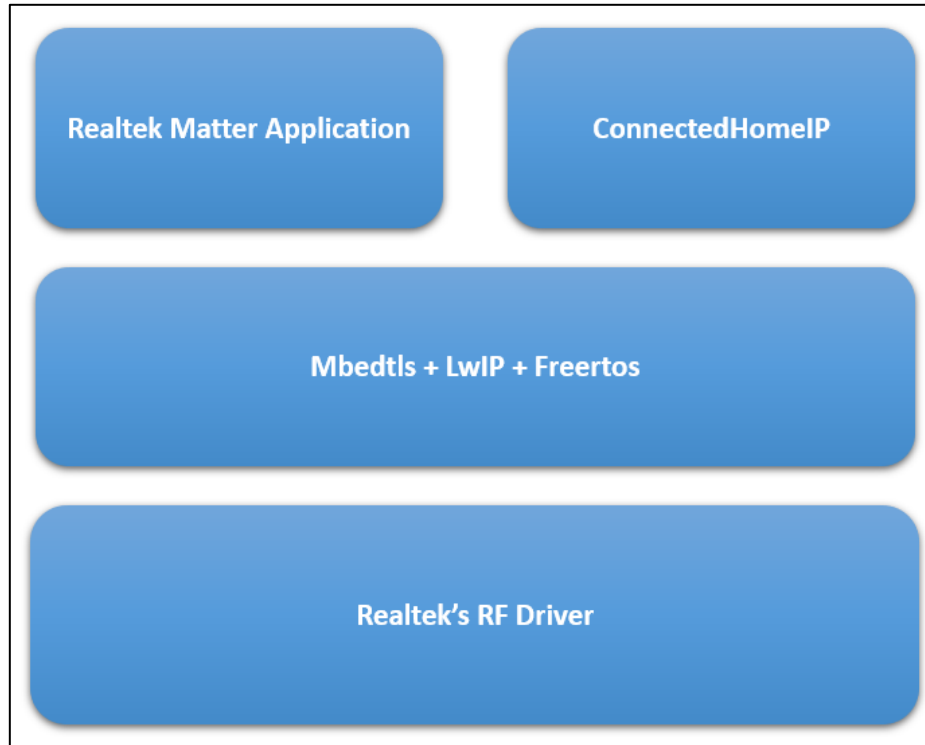 Realtek Matter Application
ConnectedHomeIP
Mbedtls + LwIP + Freertos
Realtek’s RF Driver